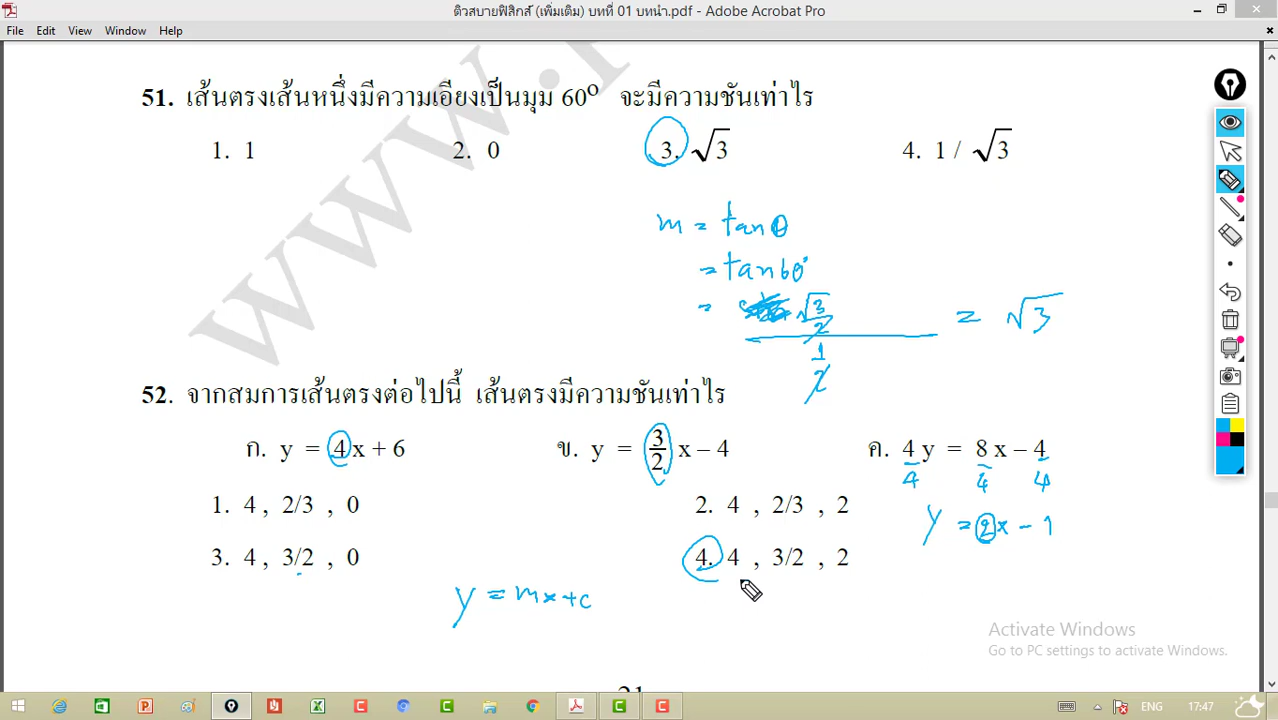 ติวสบายฟิสิกส์ (เพิ่มเติม) บทที่ 01 บทนำ.pdf - Adobe Acrobat Pro
File Edit View Window Help
www.
51. เส้นตรงเส้นหนึ่งมีความเอียงเป็นมุม 60º จะมีความชันเท่าไร
1. 1 2. 0 3. √3 4. 1 / √3
m = tanθ
= tan60°
= √3/2 / 1/2 = √3
52. จากสมการเส้นตรงต่อไปนี้ เส้นตรงมีความชันเท่าไร
ก. y = 4x + 6 ข. y = 3/2 x – 4 ค. 4 y = 8 x – 4
4 4 4
1. 4 , 2/3 , 0 2. 4 , 2/3 , 2
y = 2x - 1
3. 4 , 3/2 , 0 4. 4 , 3/2 , 2
y = mx+c
Activate Windows
Go to PC settings to activate Windows.
21
ENG 17:47